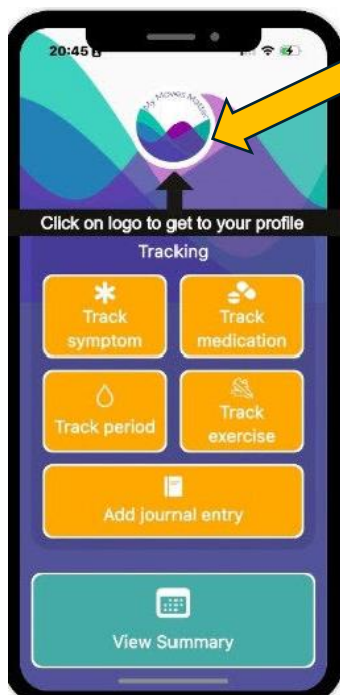 20:45
My Moves Matter
Click on logo to get to your profile
Tracking
Track
symptom
Track
medication
Track period
Track
exercise
Add journal entry
View Summary